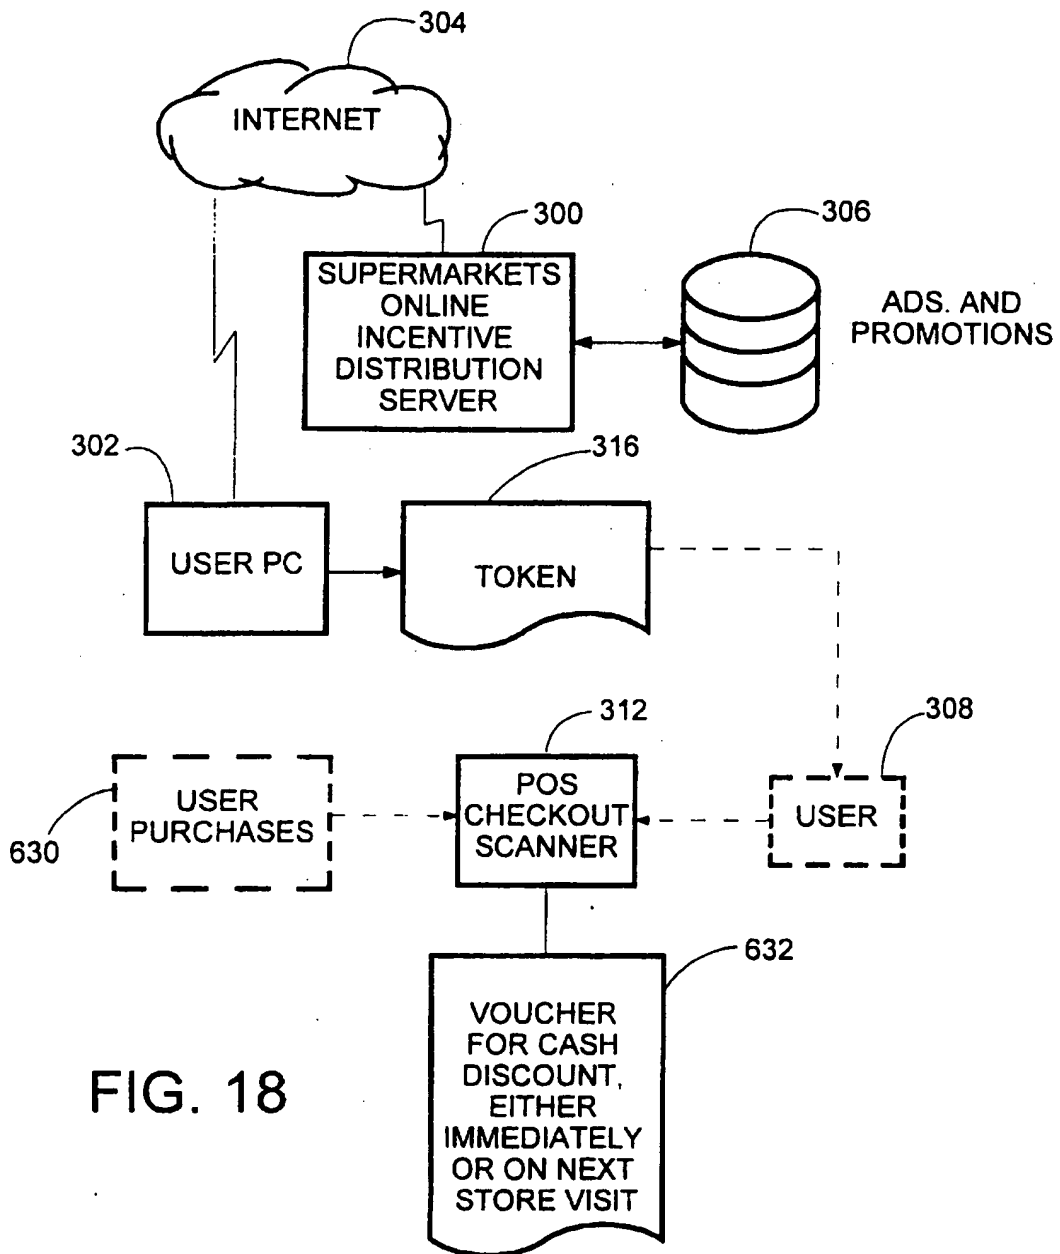 304
INTERNET
300
306
SUPERMARKETS
ONLINE
INCENTIVE
DISTRIBUTION
SERVER
ADS. AND
PROMOTIONS
302
316
USER PC
TOKEN
312
308
USER
PURCHASES
POS
CHECKOUT
SCANNER
USER
630
632
VOUCHER
FOR CASH
DISCOUNT,
EITHER
IMMEDIATELY
OR ON NEXT
STORE VISIT
FIG. 18